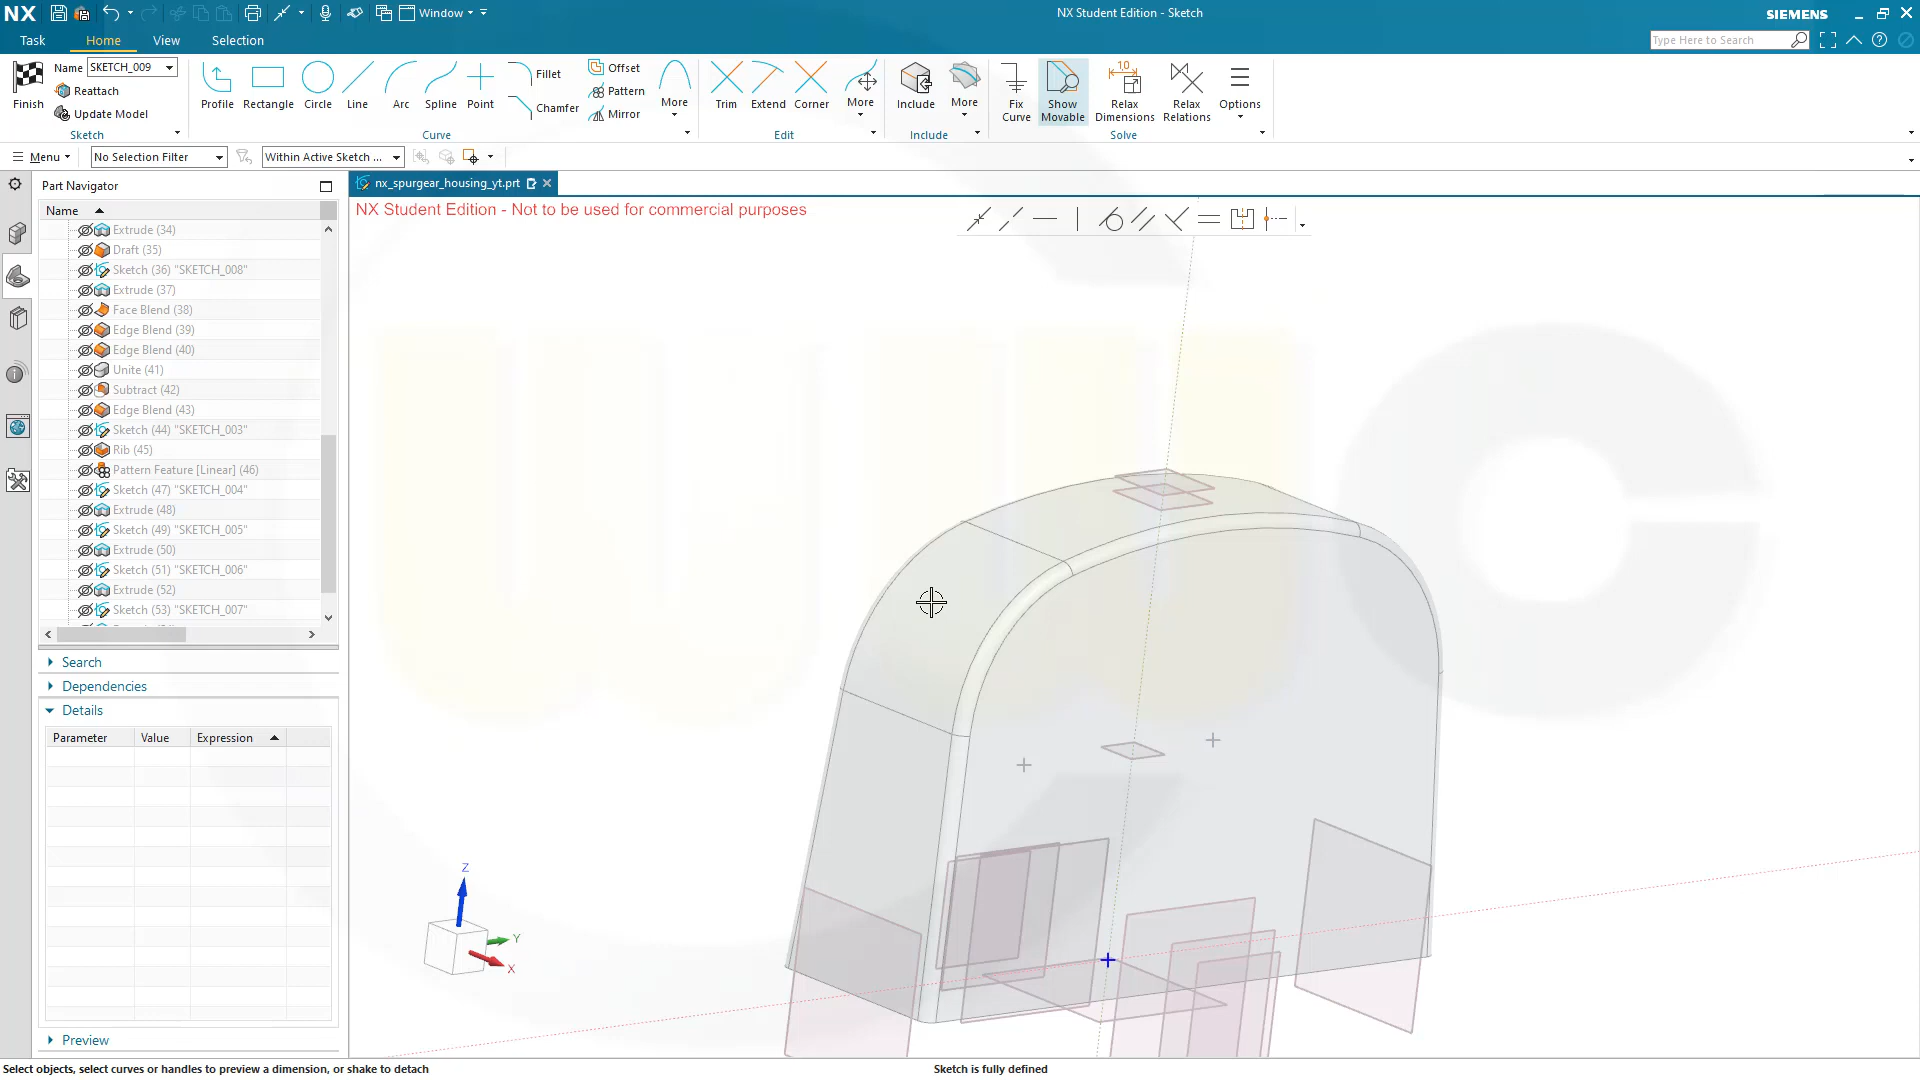 NX
Window
NX Student Edition - Sketch
SIEMENS
Task
Home
View
Selection
Type Here to Search
Name
SKETCH_009
Reattach
Update Model
Finish
Sketch
Profile
Rectangle
Circle
Line
Arc
Spline
Point
Fillet
Chamfer
Offset
Pattern
Mirror
More
Curve
Trim
Extend
Corner
More
Edit
Include
More
Include
Fix Curve
Show Movable
1,0
Relax Dimensions
Relax Relations
Options
Solve
Menu
No Selection Filter
Within Active Sketch ...
Part Navigator
nx_spurgear_housing_yt.prt
NX Student Edition - Not to be used for commercial purposes
Name
Extrude (34)
Draft (35)
Sketch (36) "SKETCH_008"
Extrude (37)
Face Blend (38)
Edge Blend (39)
Edge Blend (40)
Unite (41)
Subtract (42)
Edge Blend (43)
Sketch (44) "SKETCH_003"
Rib (45)
Pattern Feature [Linear] (46)
Sketch (47) "SKETCH_004"
Extrude (48)
Sketch (49) "SKETCH_005"
Extrude (50)
Sketch (51) "SKETCH_006"
Extrude (52)
Sketch (53) "SKETCH_007"
Search
Dependencies
Details
Parameter
Value
Expression
Preview
Z
Y
X
Select objects, select curves or handles to preview a dimension, or shake to detach
Sketch is fully defined